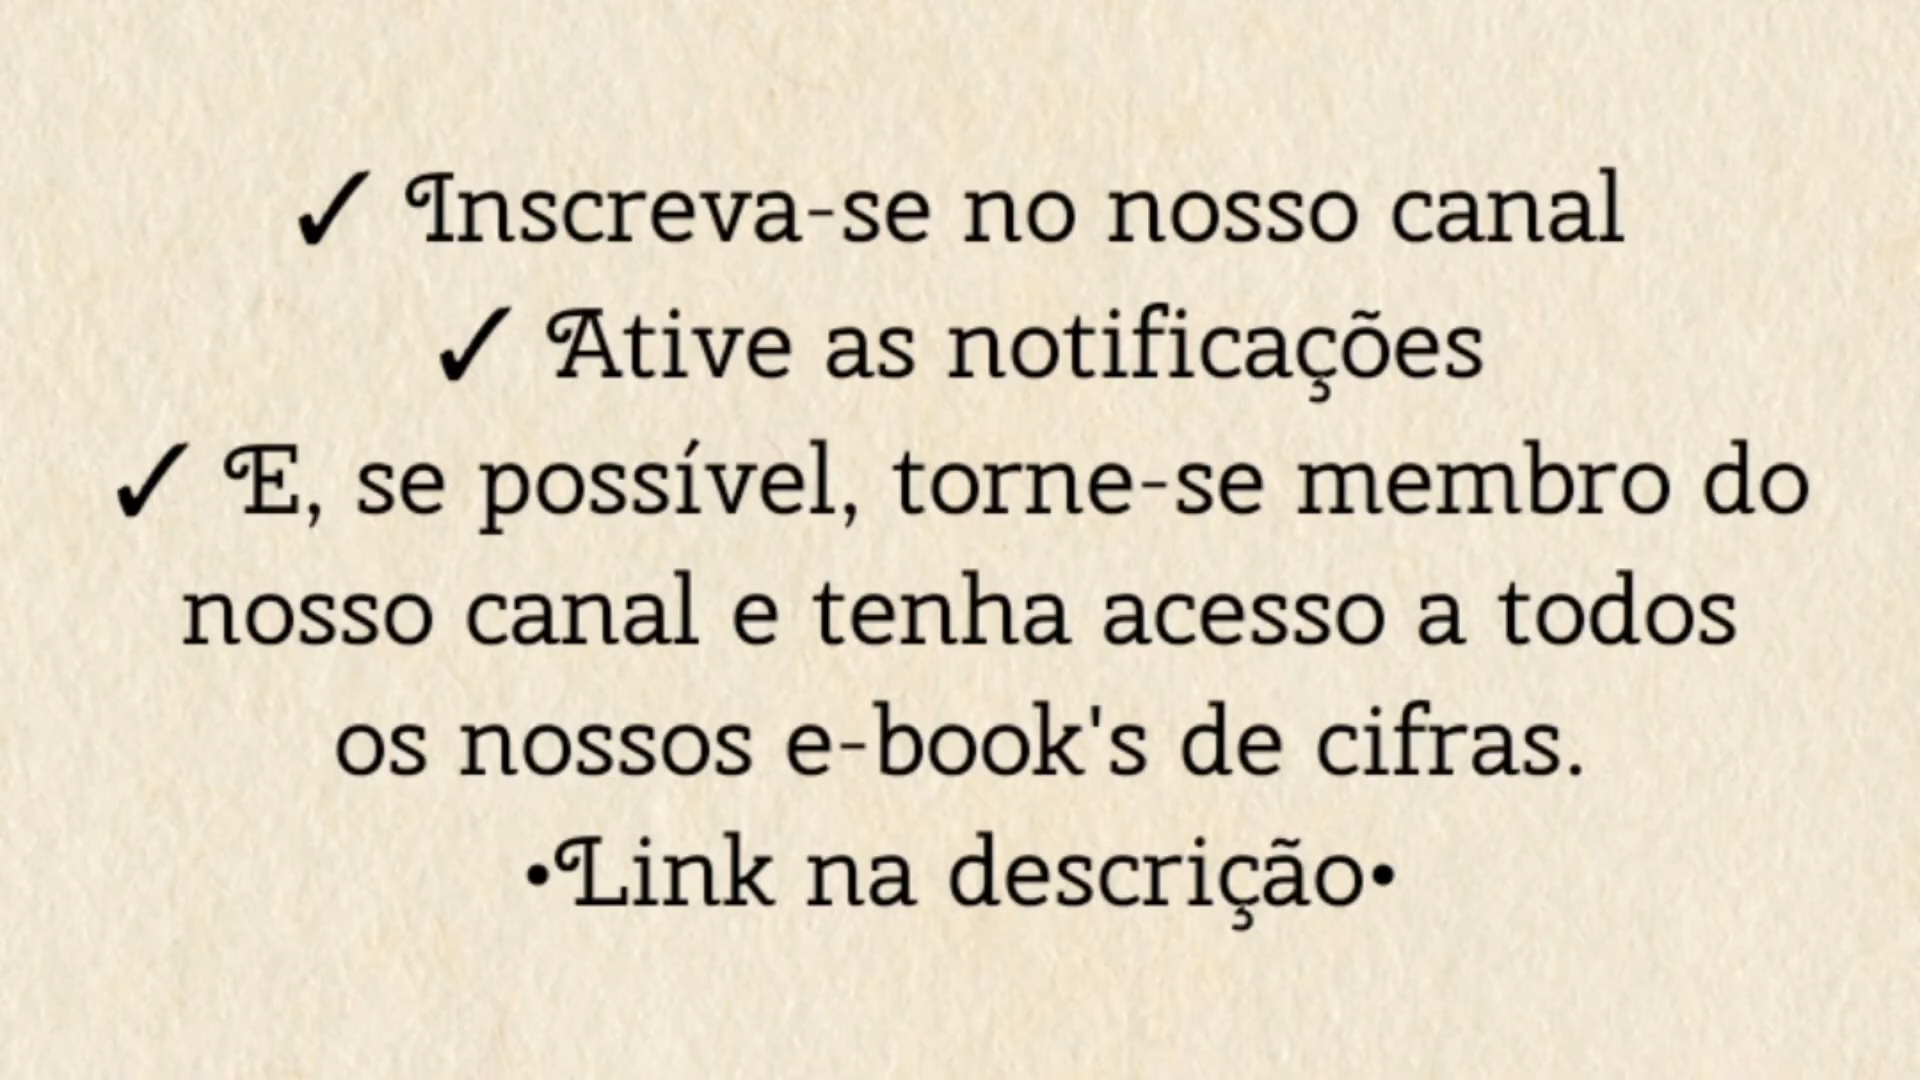 ✓ Inscreva-se no nosso canal
✓ Ative as notificações
✓ E, se possível, torne-se membro do
nosso canal e tenha acesso a todos
os nossos e-book's de cifras.
•Link na descrição•